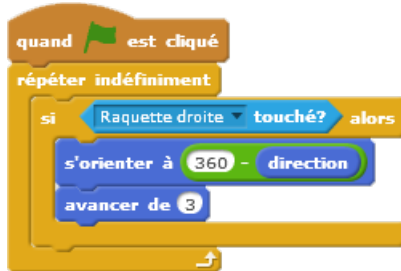 quand est cliqué
répéter indéfiniment
si Raquette droite touché? alors
s'orienter à 360 - direction
avancer de 3